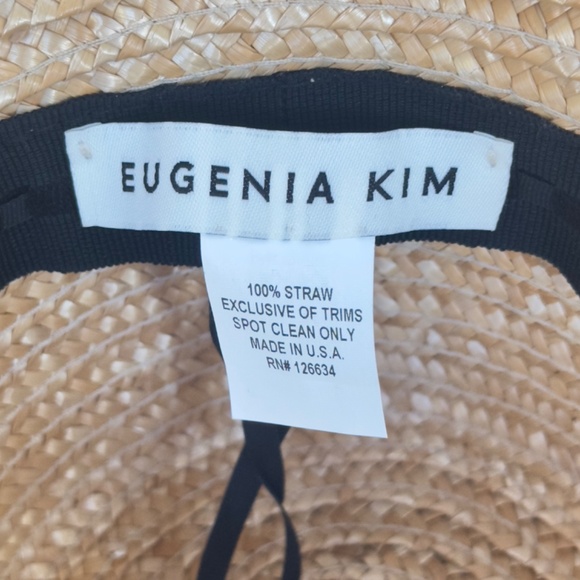 EUGENIA KIM
100% STRAW
EXCLUSIVE OF TRIMS
SPOT CLEAN ONLY
MADE IN U.S.A.
RN# 126634